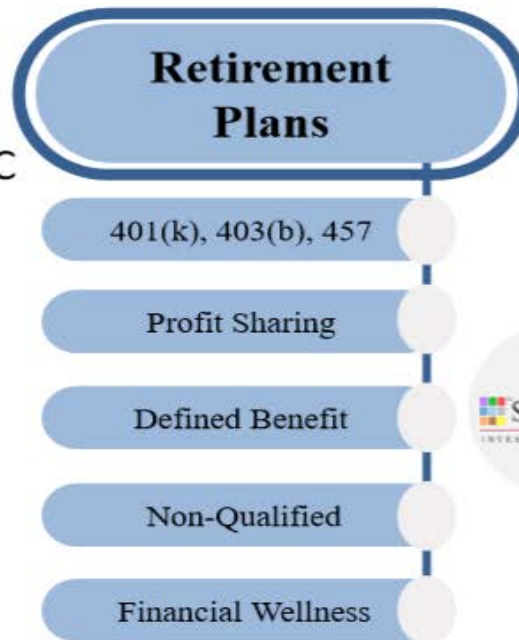 Retirement
Plans
C
401(k), 403(b), 457
Profit Sharing
Defined Benefit
Non-Qualified
Financial Wellness